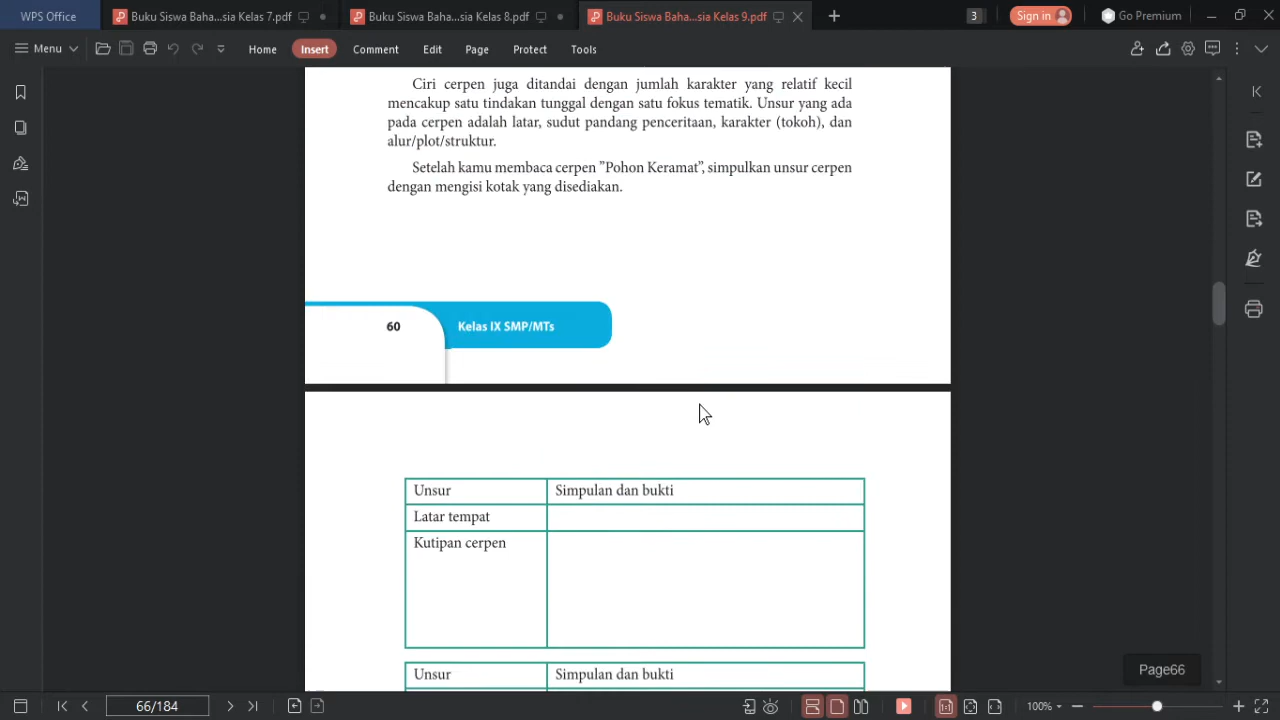 WPS Office
Buku Siswa Baha....sia Kelas 7.pdf
Buku Siswa Baha....sia Kelas 8.pdf
Buku Siswa Baha....sia Kelas 9.pdf
3
Sign in
Go Premium
Menu
Home
Insert
Comment
Edit
Page
Protect
Tools
Ciri cerpen juga ditandai dengan jumlah karakter yang relatif kecil
mencakup satu tindakan tunggal dengan satu fokus tematik. Unsur yang ada
pada cerpen adalah latar, sudut pandang penceritaan, karakter (tokoh), dan
alur/plot/struktur.
Setelah kamu membaca cerpen ”Pohon Keramat”, simpulkan unsur cerpen
dengan mengisi kotak yang disediakan.
60
Kelas IX SMP/MTs
Unsur
Simpulan dan bukti
Latar tempat
Kutipan cerpen
Unsur
Simpulan dan bukti
Page66
66/184
100%